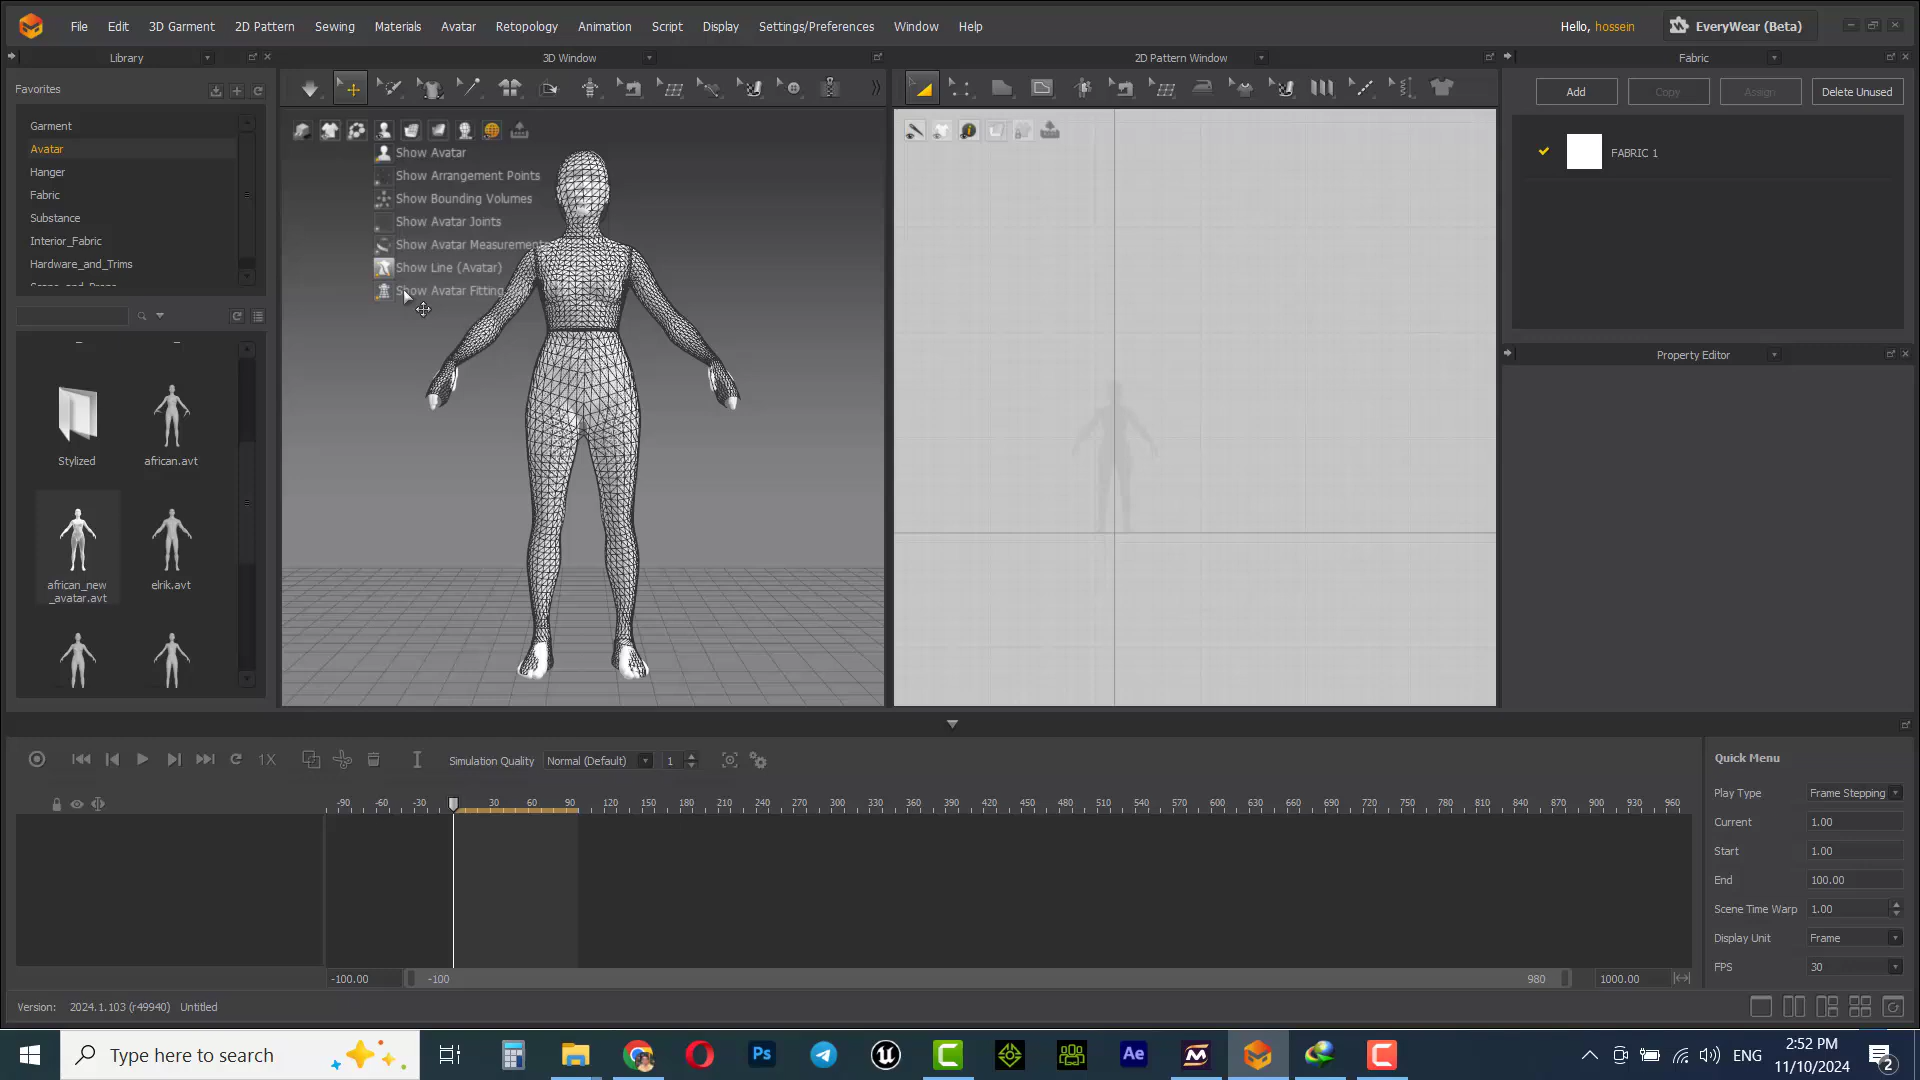 File Edit 3D Garment 2D Pattern Sewing Materials Avatar Retopology Animation Script Display Settings/Preferences Window Help
Hello, hossein
EveryWear (Beta)
Library
3D Window
2D Pattern Window
Fabric
Favorites
Garment
Avatar
Hanger
Fabric
Substance
Interior_Fabric
Hardware_and_Trims
Stylized
african.avt
african_new
_avatar.avt
elrik.avt
Show Avatar
Show Arrangement Points
Show Bounding Volumes
Show Avatar Joints
Show Avatar Measurement
Show Line (Avatar)
Show Avatar Fitting
Add Copy Assign Delete Unused
FABRIC 1
Property Editor
1X
Simulation Quality Normal (Default) 1
-90 -60 -30 30 60 90 120 150 180 210 240 270 300 330 360 390 420 450 480 510 540 570 600 630 660 690 720 750 780 810 840 870 900 930 960
-100.00 -100 980 1000.00
Quick Menu
Play Type Frame Stepping
Current 1.00
Start 1.00
End 100.00
Scene Time Warp 1.00
Display Unit Frame
FPS 30
Version: 2024.1.103 (r49940) Untitled
Type here to search
Ps
Ae
ENG
2:52 PM
11/10/2024
2